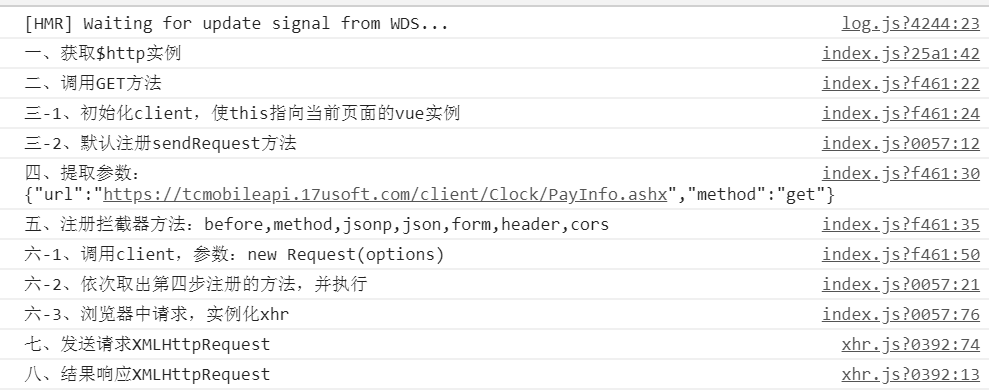 [HMR] Waiting for update signal from WDS... log.js?4244:23
一、获取$http实例 index.js?25a1:42
二、调用GET方法 index.js?f461:22
三-1、初始化client，使this指向当前页面的vue实例 index.js?f461:24
三-2、默认注册sendRequest方法 index.js?0057:12
四、提取参数： index.js?f461:30
{"url":"https://tcmobileapi.17usoft.com/client/Clock/PayInfo.ashx","method":"get"}
五、注册拦截器方法：before,method,jsonp,json,form,header,cors index.js?f461:35
六-1、调用client，参数：new Request(options) index.js?f461:50
六-2、依次取出第四步注册的方法，并执行 index.js?0057:21
六-3、浏览器中请求，实例化xhr index.js?0057:76
七、发送请求XMLHttpRequest xhr.js?0392:74
八、结果响应XMLHttpRequest xhr.js?0392:13